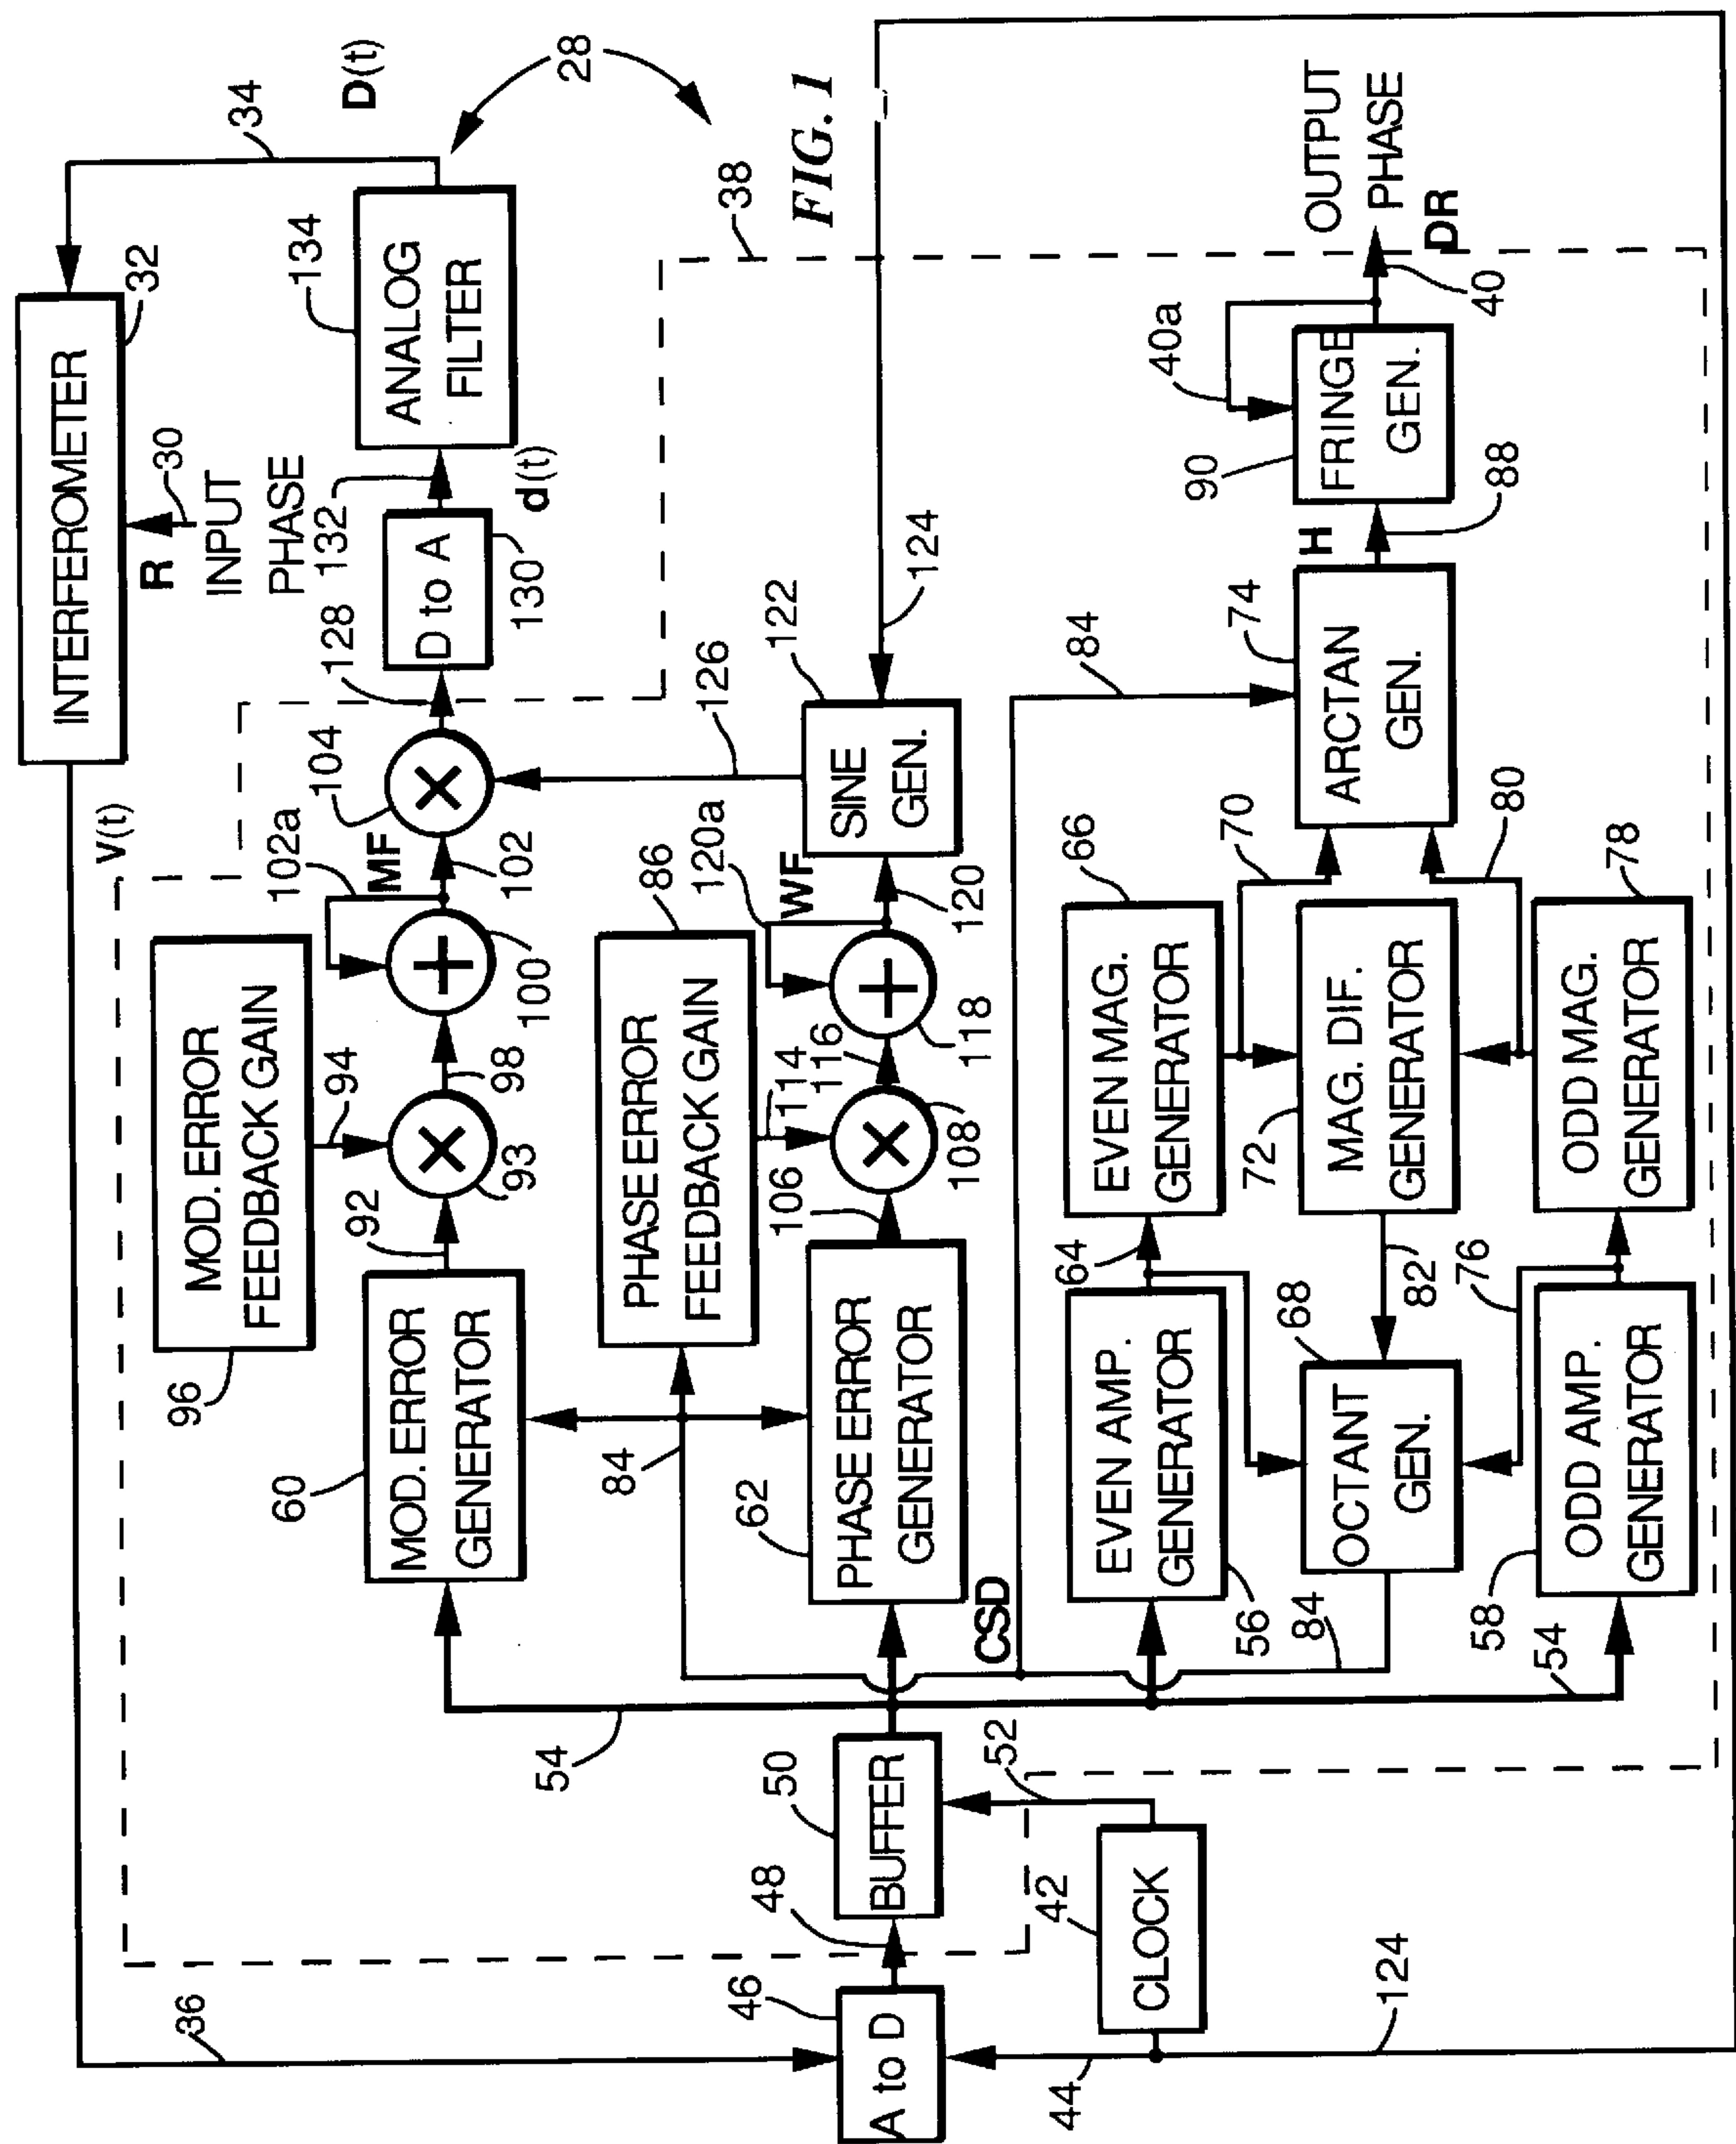 INTERFEROMETER
32
34
D(t)
28
V(t)
R
30
INPUT
PHASE
ANALOG
FILTER
134
132
d(t)
D to A
130
128
36
38
FIG. 1
MOD. ERROR
FEEDBACK GAIN
96
94
102a
MF
104
102
100
98
93
92
MOD. ERROR
GENERATOR
60
126
PHASE ERROR
FEEDBACK GAIN
86
120a
WF
SINE
GEN.
122
124
120
118
116
114
108
106
84
PHASE ERROR
GENERATOR
62
54
CSD
A to D
46
48
BUFFER
50
52
CLOCK
42
44
124
EVEN AMP.
GENERATOR
56
64
EVEN MAG.
GENERATOR
66
70
84
OCTANT
GEN.
68
84
82
MAG. DIF.
GENERATOR
72
ARCTAN
GEN.
74
H
88
FRINGE
GEN.
90
40a
40
OUTPUT
PHASE
DR
ODD AMP.
GENERATOR
58
54
76
ODD MAG.
GENERATOR
78
80